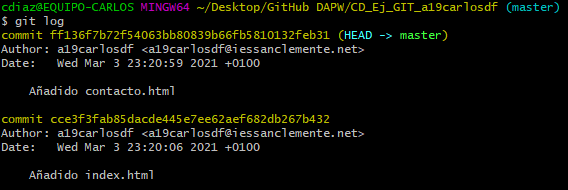 cdiaz@EQUIPO-CARLOS MINGW64 ~/Desktop/GitHub DAPW/CD_Ej_GIT_a19carlosdf (master)
$ git log
commit ff136f7b72f54063bb80839b66fb5810132feb31 (HEAD -> master)
Author: a19carlosdf <a19carlosdf@iessanclemente.net>
Date:   Wed Mar 3 23:20:59 2021 +0100
    Añadido contacto.html
commit cce3f3fab85dacde445e7ee62aef682db267b432
Author: a19carlosdf <a19carlosdf@iessanclemente.net>
Date:   Wed Mar 3 23:20:06 2021 +0100
    Añadido index.html